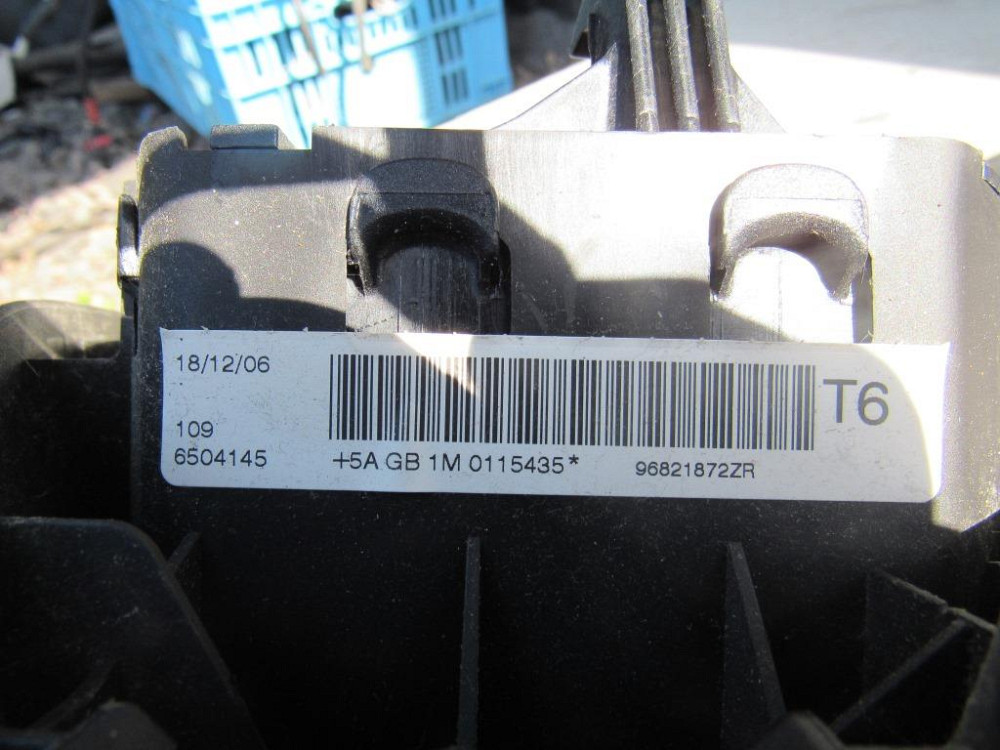 18/12/06
T6
109
6504145
+5A GB 1M 0115435*
96821872ZR